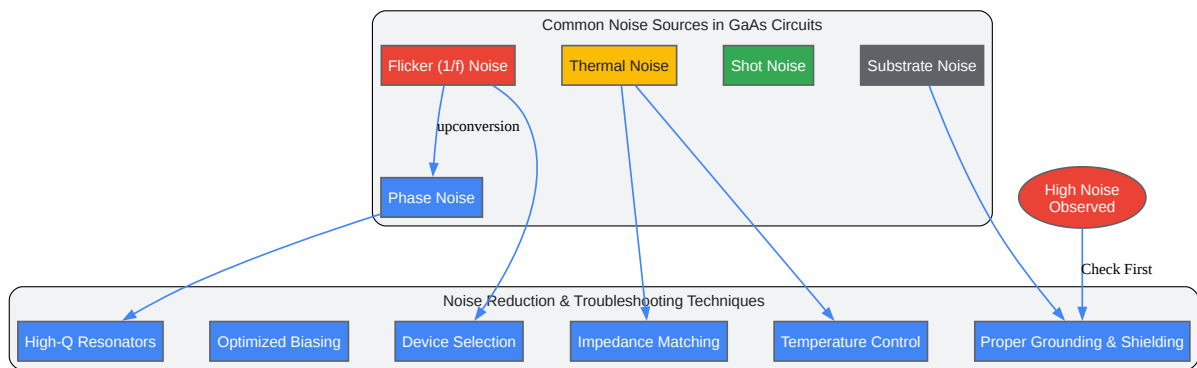 Common Noise Sources in GaAs Circuits
Flicker (1/f) Noise
Thermal Noise
Shot Noise
Substrate Noise
upconversion
Phase Noise
High Noise
Observed
Check First
Noise Reduction & Troubleshooting Techniques
High-Q Resonators
Optimized Biasing
Device Selection
Impedance Matching
Temperature Control
Proper Grounding & Shielding